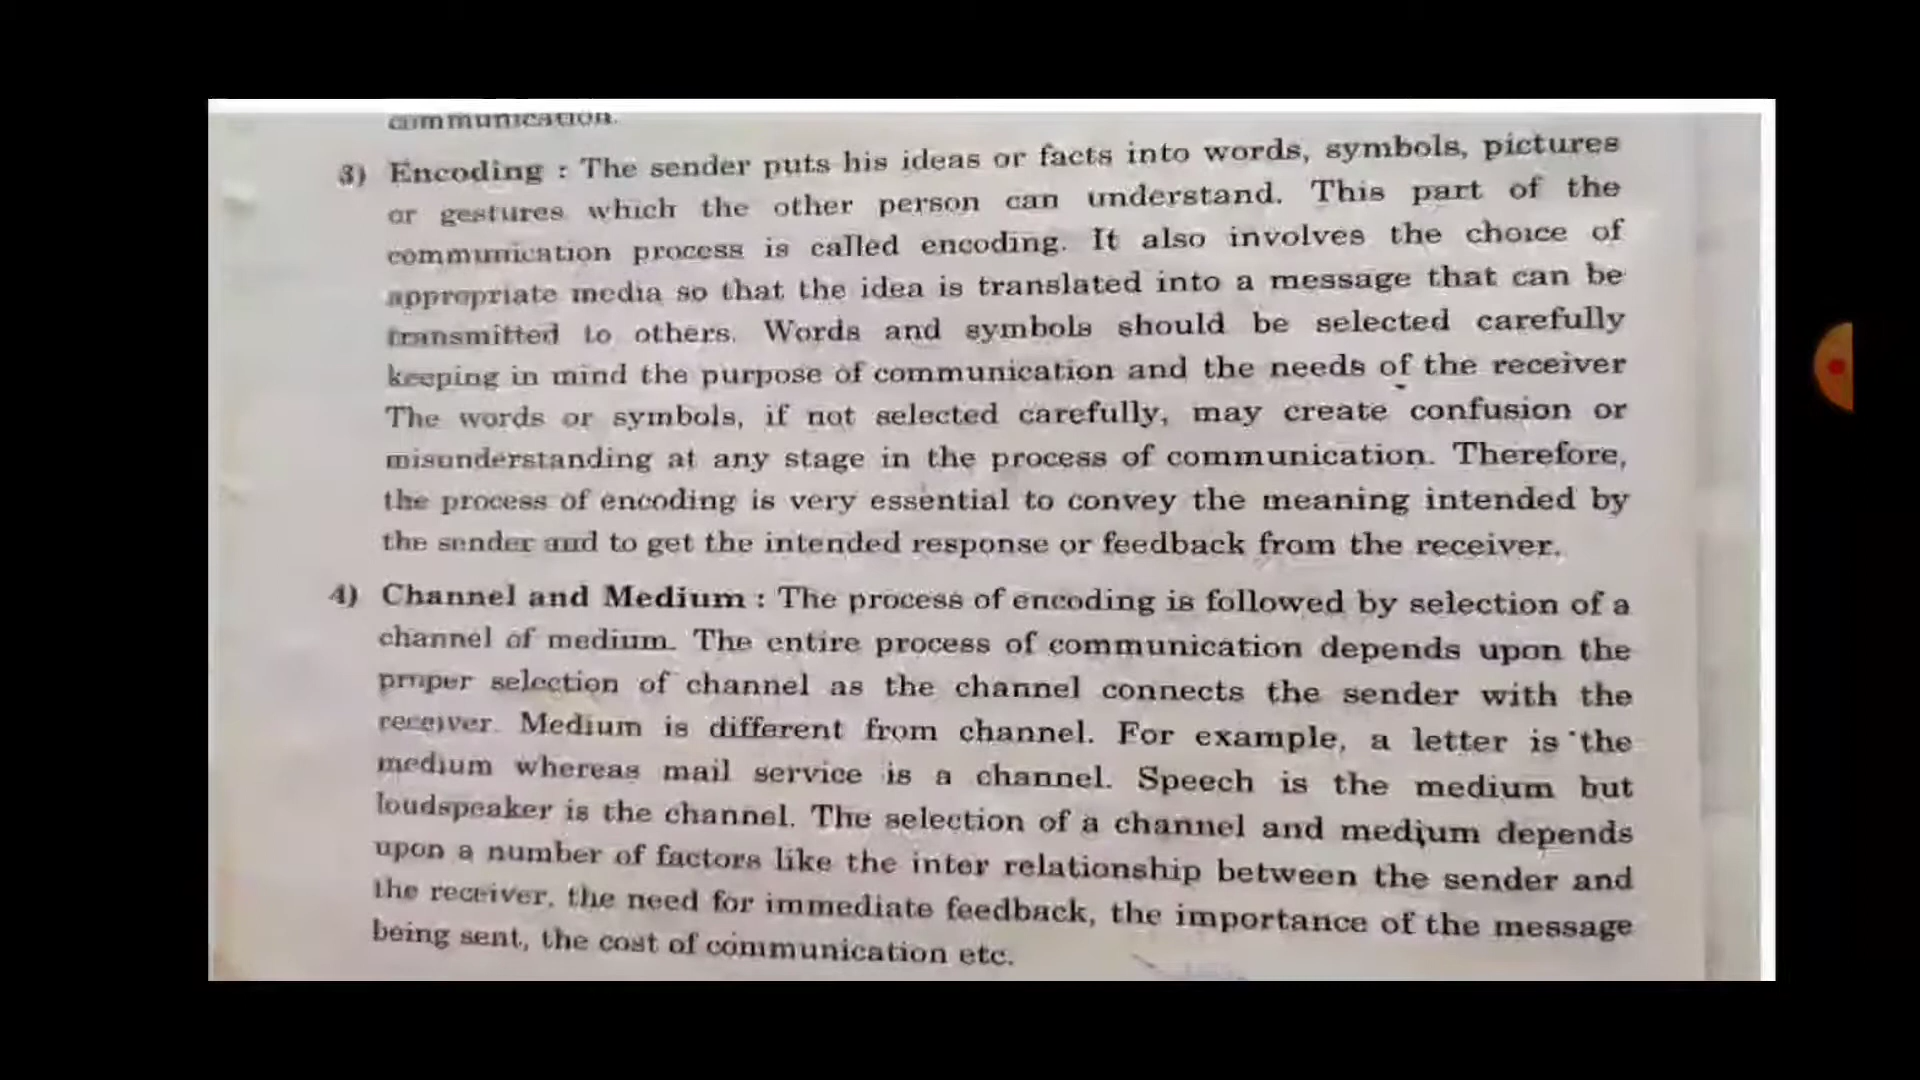 communication.
3) Encoding : The sender puts his ideas or facts into words, symbols, pictures
or gestures which the other person can understand. This part of the
communication process is called encoding. It also involves the choice of
appropriate media so that the idea is translated into a message that can be
transmitted to others. Words and symbols should be selected carefully
keeping in mind the purpose of communication and the needs of the receiver
The words or symbols, if not selected carefully, may create confusion or
misunderstanding at any stage in the process of communication. Therefore,
the process of encoding is very essential to convey the meaning intended by
the sender and to get the intended response or feedback from the receiver.
4) Channel and Medium : The process of encoding is followed by selection of a
channel of medium. The entire process of communication depends upon the
proper selection of channel as the channel connects the sender with the
receiver. Medium is different from channel. For example, a letter is the
medium whereas mail service is a channel. Speech is the medium but
loudspeaker is the channel. The selection of a channel and medium depends
upon a number of factors like the inter relationship between the sender and
the receiver, the need for immediate feedback, the importance of the message
being sent, the cost of communication etc.